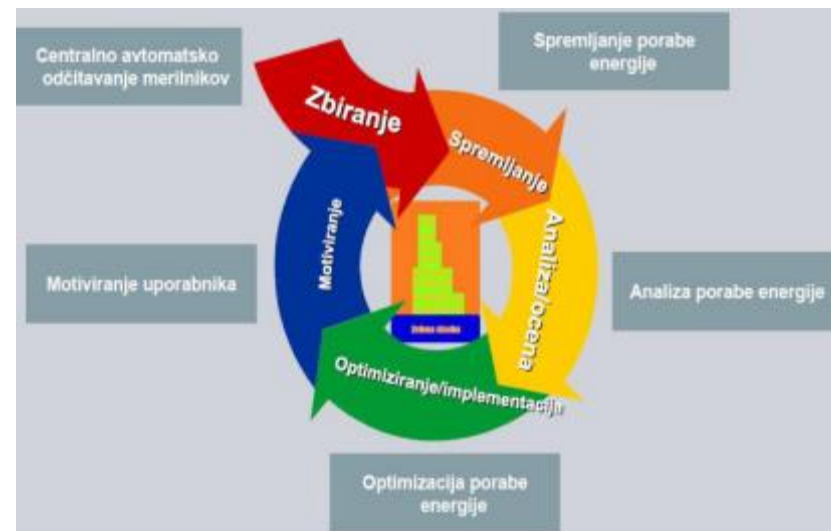 Centralno avtomatsko
odčitavanje merilnikov
Spremljanje porabe
energije
Zbiranje
Spremljanje
Analiza/ocena
Motiviranje
Motiviranje uporabnika
Analiza porabe energije
Optimiziranje/implementacija
Optimizacija porabe
energije